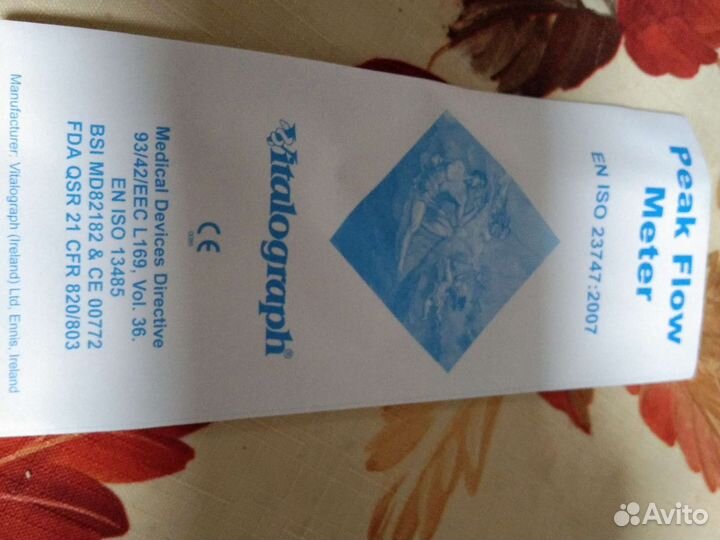 Peak Flow
Meter
EN ISO 23747:2007
Vitalograph®
CE
0086
Medical Devices Directive
93/42/EEC L169, Vol. 36.
EN ISO 13485
BSI MD82182 & CE 00772
FDA QSR 21 CFR 820/803
Manufacturer: Vitalograph (Ireland) Ltd. Ennis, Ireland
Avito